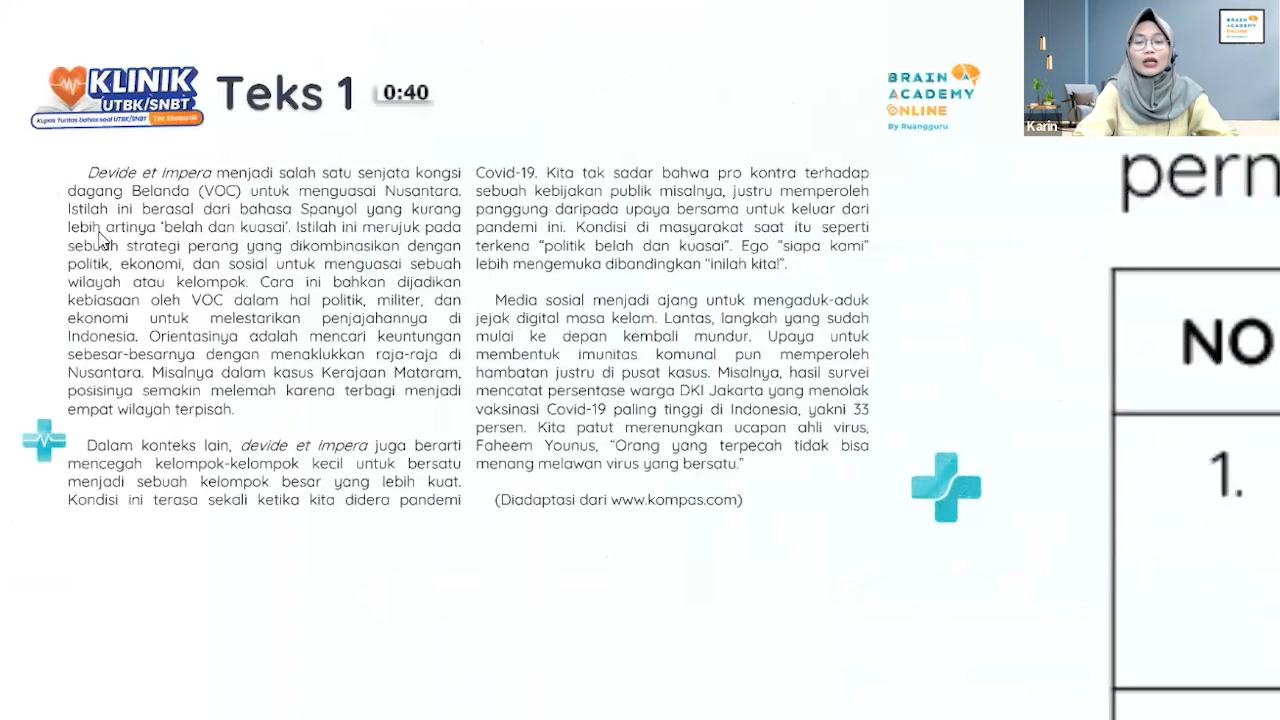 KLINIK
UTBK/SNBT
Kupas Tuntas bahas soal UTBK/SNBT
Tes Skolastik
Teks 1
0:40
BRAIN
ACADEMY
ONLINE
By Ruangguru
BRAIN
ACADEMY
ONLINE
By Ruangguru
Karin
Devide et Impera menjadi salah satu senjata kongsi
dagang Belanda (VOC) untuk menguasai Nusantara.
Istilah ini berasal dari bahasa Spanyol yang kurang
lebih artinya ‘belah dan kuasai’. Istilah ini merujuk pada
sebuah strategi perang yang dikombinasikan dengan
politik, ekonomi, dan sosial untuk menguasai sebuah
wilayah atau kelompok. Cara ini bahkan dijadikan
kebiasaan oleh VOC dalam hal politik, militer, dan
ekonomi untuk melestarikan penjajahannya di
Indonesia. Orientasinya adalah mencari keuntungan
sebesar-besarnya dengan menaklukkan raja-raja di
Nusantara. Misalnya dalam kasus Kerajaan Mataram,
posisinya semakin melemah karena terbagi menjadi
empat wilayah terpisah.
Dalam konteks lain, devide et impera juga berarti
mencegah kelompok-kelompok kecil untuk bersatu
menjadi sebuah kelompok besar yang lebih kuat.
Kondisi ini terasa sekali ketika kita didera pandemi
Covid-19. Kita tak sadar bahwa pro kontra terhadap
sebuah kebijakan publik misalnya, justru memperoleh
panggung daripada upaya bersama untuk keluar dari
pandemi ini. Kondisi di masyarakat saat itu seperti
terkena “politik belah dan kuasai”. Ego “siapa kami”
lebih mengemuka dibandingkan “inilah kita!”.
Media sosial menjadi ajang untuk mengaduk-aduk
jejak digital masa kelam. Lantas, langkah yang sudah
mulai ke depan kembali mundur. Upaya untuk
membentuk imunitas komunal pun memperoleh
hambatan justru di pusat kasus. Misalnya, hasil survei
mencatat persentase warga DKI Jakarta yang menolak
vaksinasi Covid-19 paling tinggi di Indonesia, yakni 33
persen. Kita patut merenungkan ucapan ahli virus,
Faheem Younus, “Orang yang terpecah tidak bisa
menang melawan virus yang bersatu.”
(Diadaptasi dari www.kompas.com)
pern
NO
1.